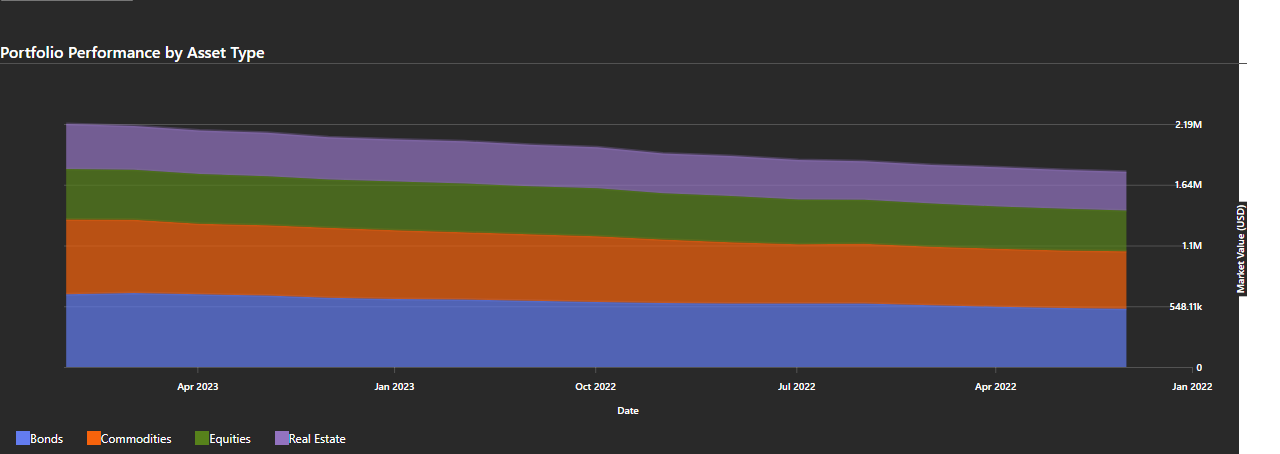 Portfolio Performance by Asset Type
2.19M
1.64M
1.1M
548.11k
0
Market Value (USD)
Apr 2023
Jan 2023
Oct 2022
Jul 2022
Apr 2022
Jan 2022
Date
Bonds
Commodities
Equities
Real Estate